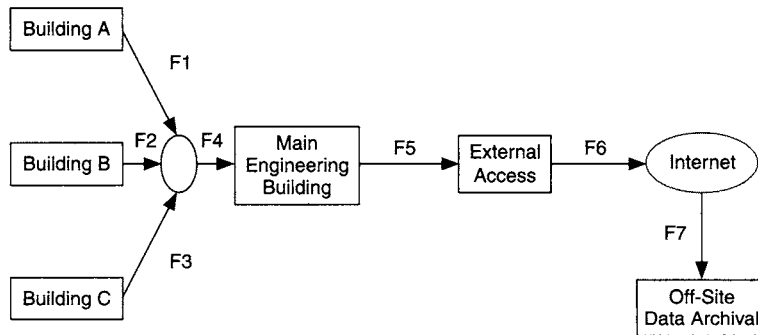 Building A
F1
Building B
F2
F4
Main
Engineering
Building
F5
External
Access
F6
Internet
F3
F7
Building C
Off-Site
Data Archival